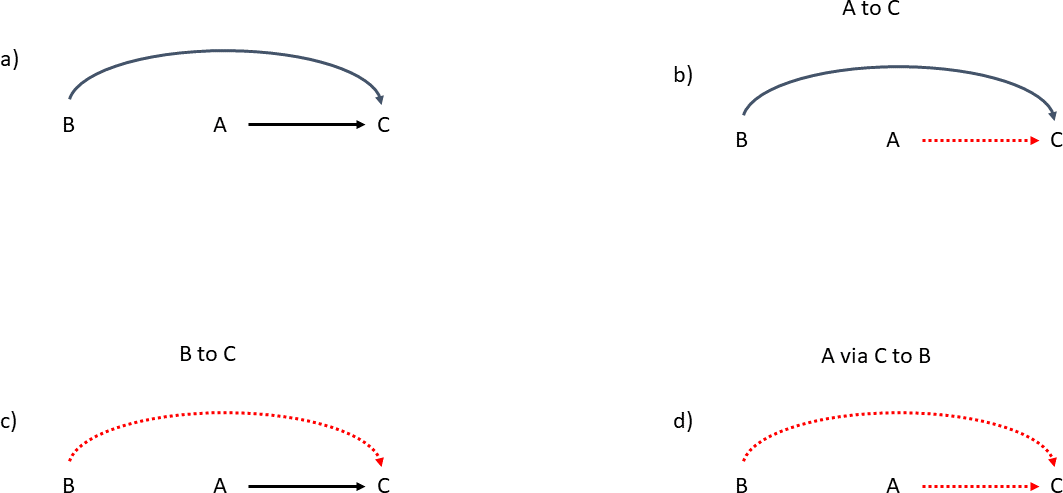 a)
B A C
A to C
b)
B A C
B to C
c)
B A C
A via C to B
d)
B A C